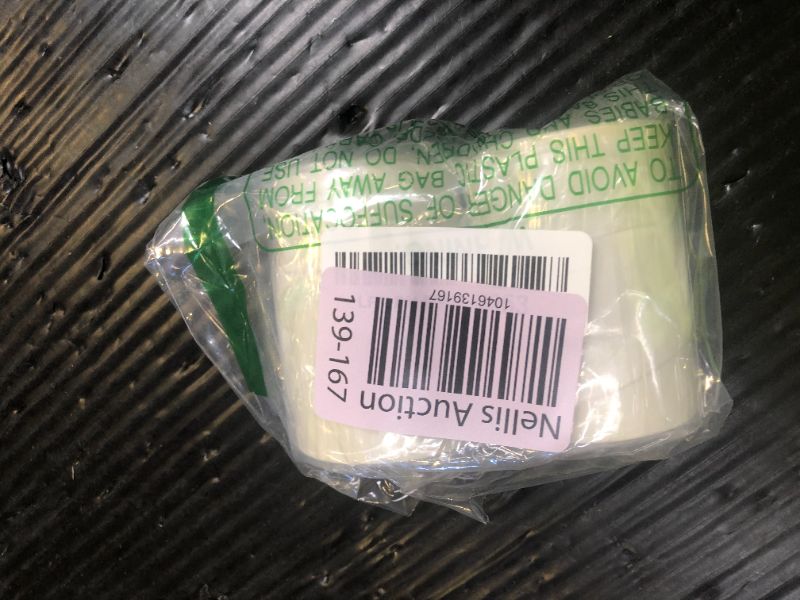 TO AVOID DANGER OF SUFFOCATION,
KEEP THIS PLASTIC BAG AWAY FROM
BABIES AND CHILDREN. DO NOT USE
Nellis Auction
1046139167
139-167